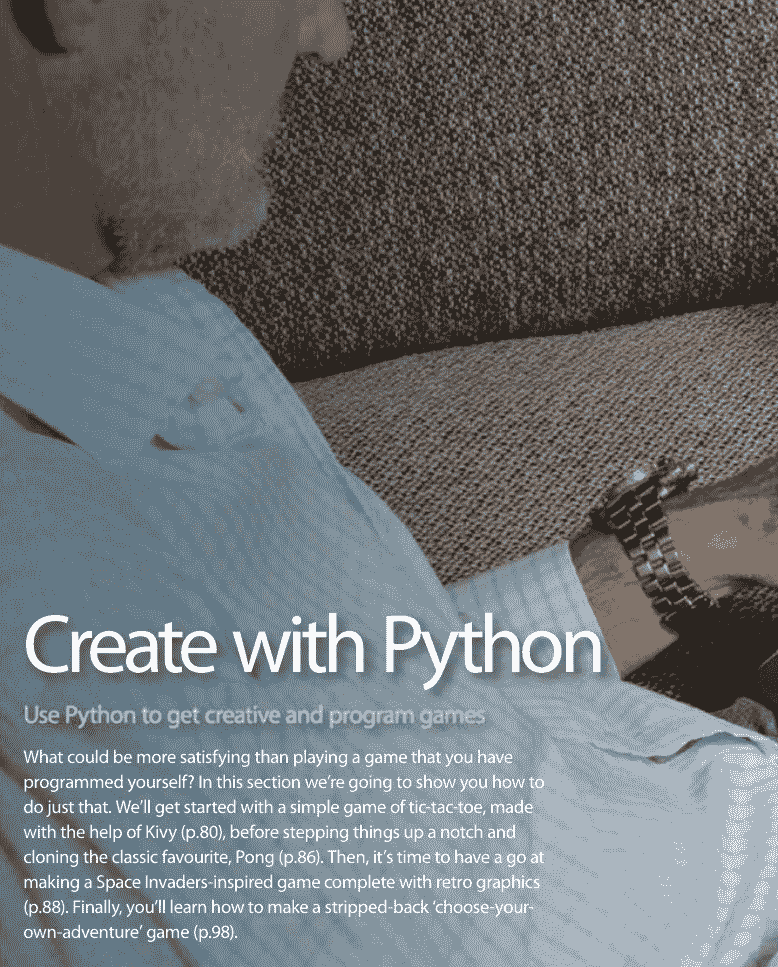 Create with Python
Use Python to get creative and program games
What could be more satisfying than playing a game that you have
programmed yourself? In this section we’re going to show you how to
do just that. We’ll get started with a simple game of tic-tac-toe, made
with the help of Kivy (p.80), before stepping things up a notch and
cloning the classic favourite, Pong (p.86). Then, it’s time to have a go at
making a Space Invaders-inspired game complete with retro graphics
(p.88). Finally, you’ll learn how to make a stripped-back ‘choose-your-
own-adventure’ game (p.98).